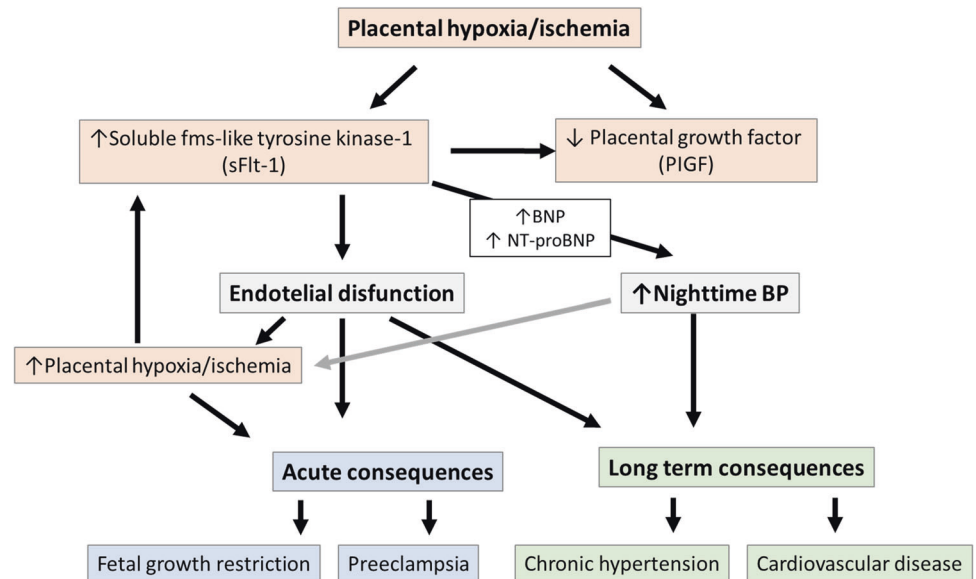 Placental hypoxia/ischemia
↑Soluble fms-like tyrosine kinase-1
(sFlt-1)
↓ Placental growth factor
(PIGF)
↑BNP
↑ NT-proBNP
Endotelial disfunction
↑Nighttime BP
↑Placental hypoxia/ischemia
Acute consequences
Long term consequences
Fetal growth restriction
Preeclampsia
Chronic hypertension
Cardiovascular disease